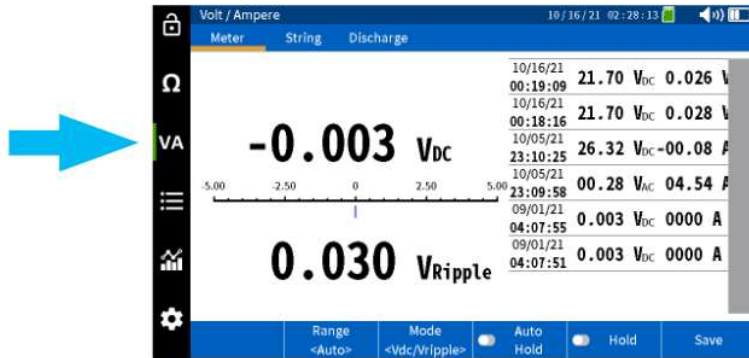 Volt / Ampere 10/16/21 02:28:13
Meter String Discharge
Ω
VA
-0.003 VDC
-5.00 -2.50 0 2.50 5.00
0.030 VRipple
10/16/21
00:19:09 21.70 VDC 0.026 V
10/16/21
00:18:16 21.70 VDC 0.028 V
10/05/21
23:10:25 26.32 VDC -00.08 A
10/05/21
23:09:58 00.28 VAC 04.54 A
09/01/21
04:07:55 0.003 VDC 0000 A
09/01/21
04:07:51 0.003 VDC 0000 A
Range Mode Auto
<Auto> <Vdc/Vripple> Hold Hold Save